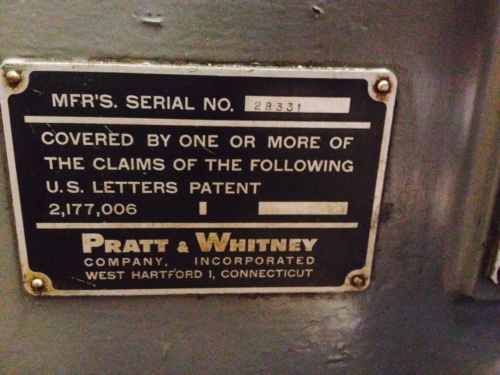 MFR'S. SERIAL NO. 28331
COVERED BY ONE OR MORE OF
THE CLAIMS OF THE FOLLOWING
U.S. LETTERS PATENT
2,177,006
PRATT & WHITNEY
COMPANY, INCORPORATED
WEST HARTFORD 1, CONNECTICUT